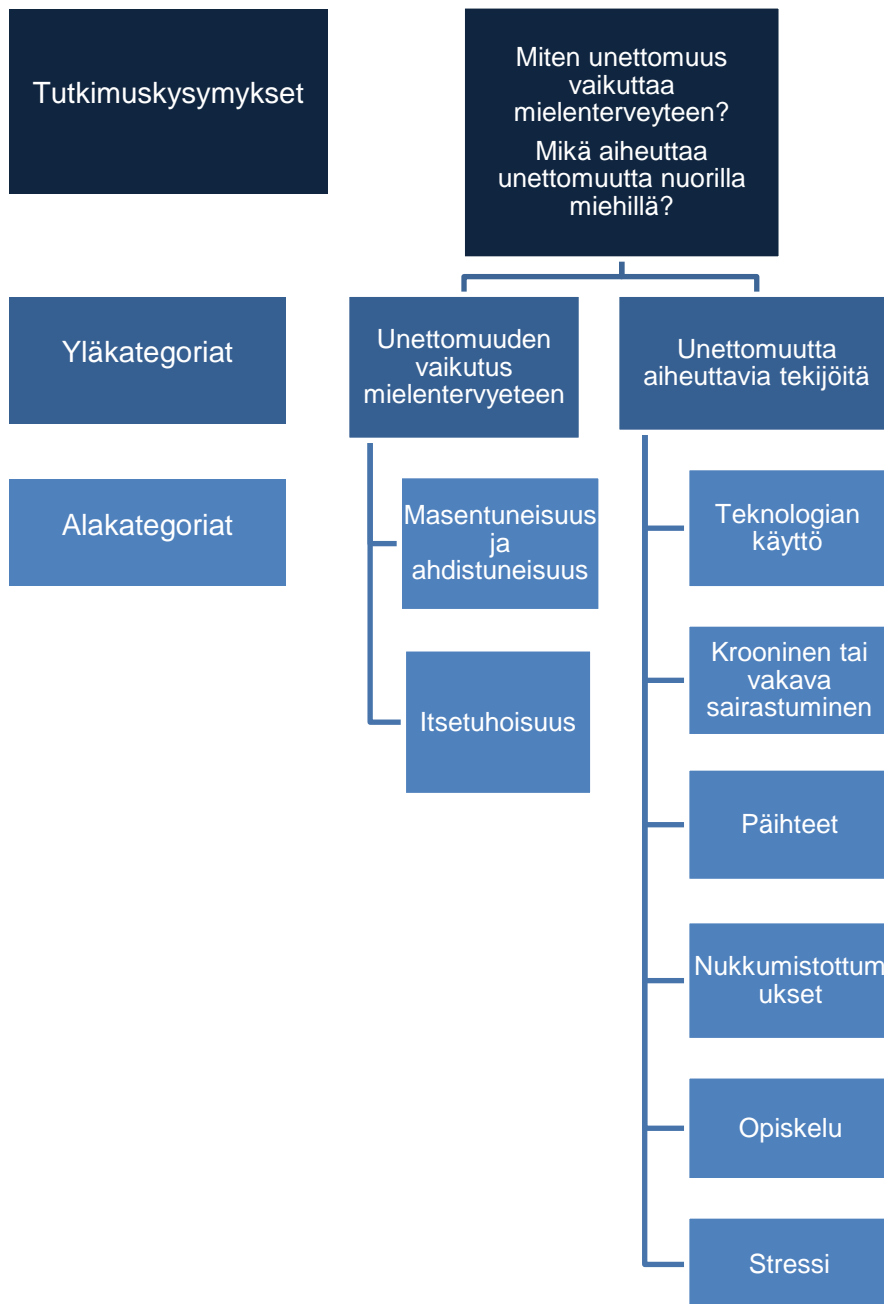 Tutkimuskysymykset
Miten unettomuus
vaikuttaa
mielenterveyteen?
Mikä aiheuttaa
unettomuutta nuorilla
miehillä?
Yläkategoriat
Unettomuuden
vaikutus
mielentervyeteen
Unettomuutta
aiheuttavia tekijöitä
Alakategoriat
Masentuneisuus
ja
ahdistuneisuus
Itsetuhoisuus
Teknologian
käyttö
Krooninen tai
vakava
sairastuminen
Päihteet
Nukkumistottum
ukset
Opiskelu
Stressi